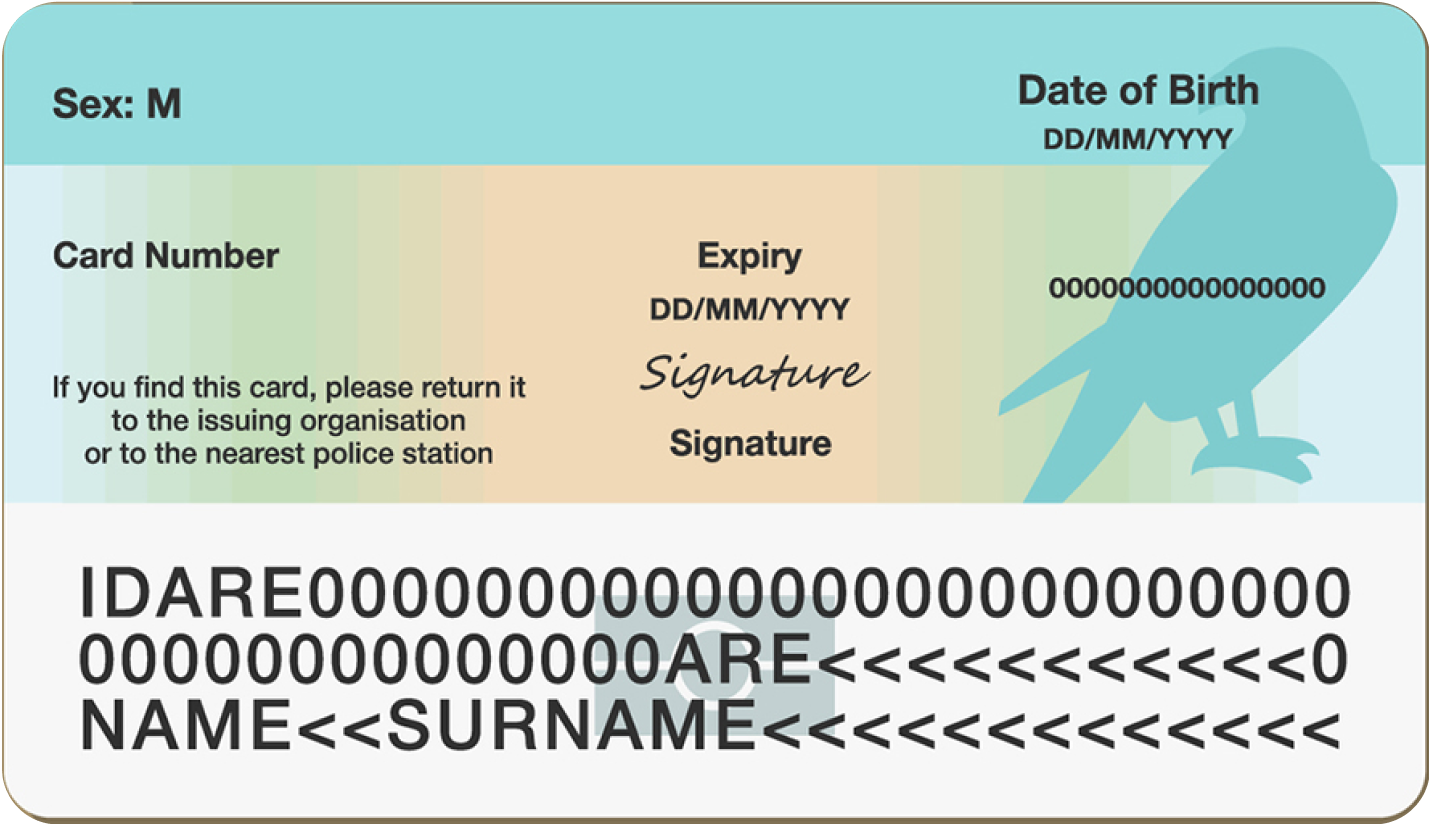 Sex: M
Date of Birth
DD/MM/YYYY
Card Number
Expiry
DD/MM/YYYY
0000000000000000
Signature
If you find this card, please return it
to the issuing organisation
or to the nearest police station
Signature
IDARE0000000000000000000000000
00000000000000ARE<<<<<<<<<<<0
NAME<<SURNAME<<<<<<<<<<<<<